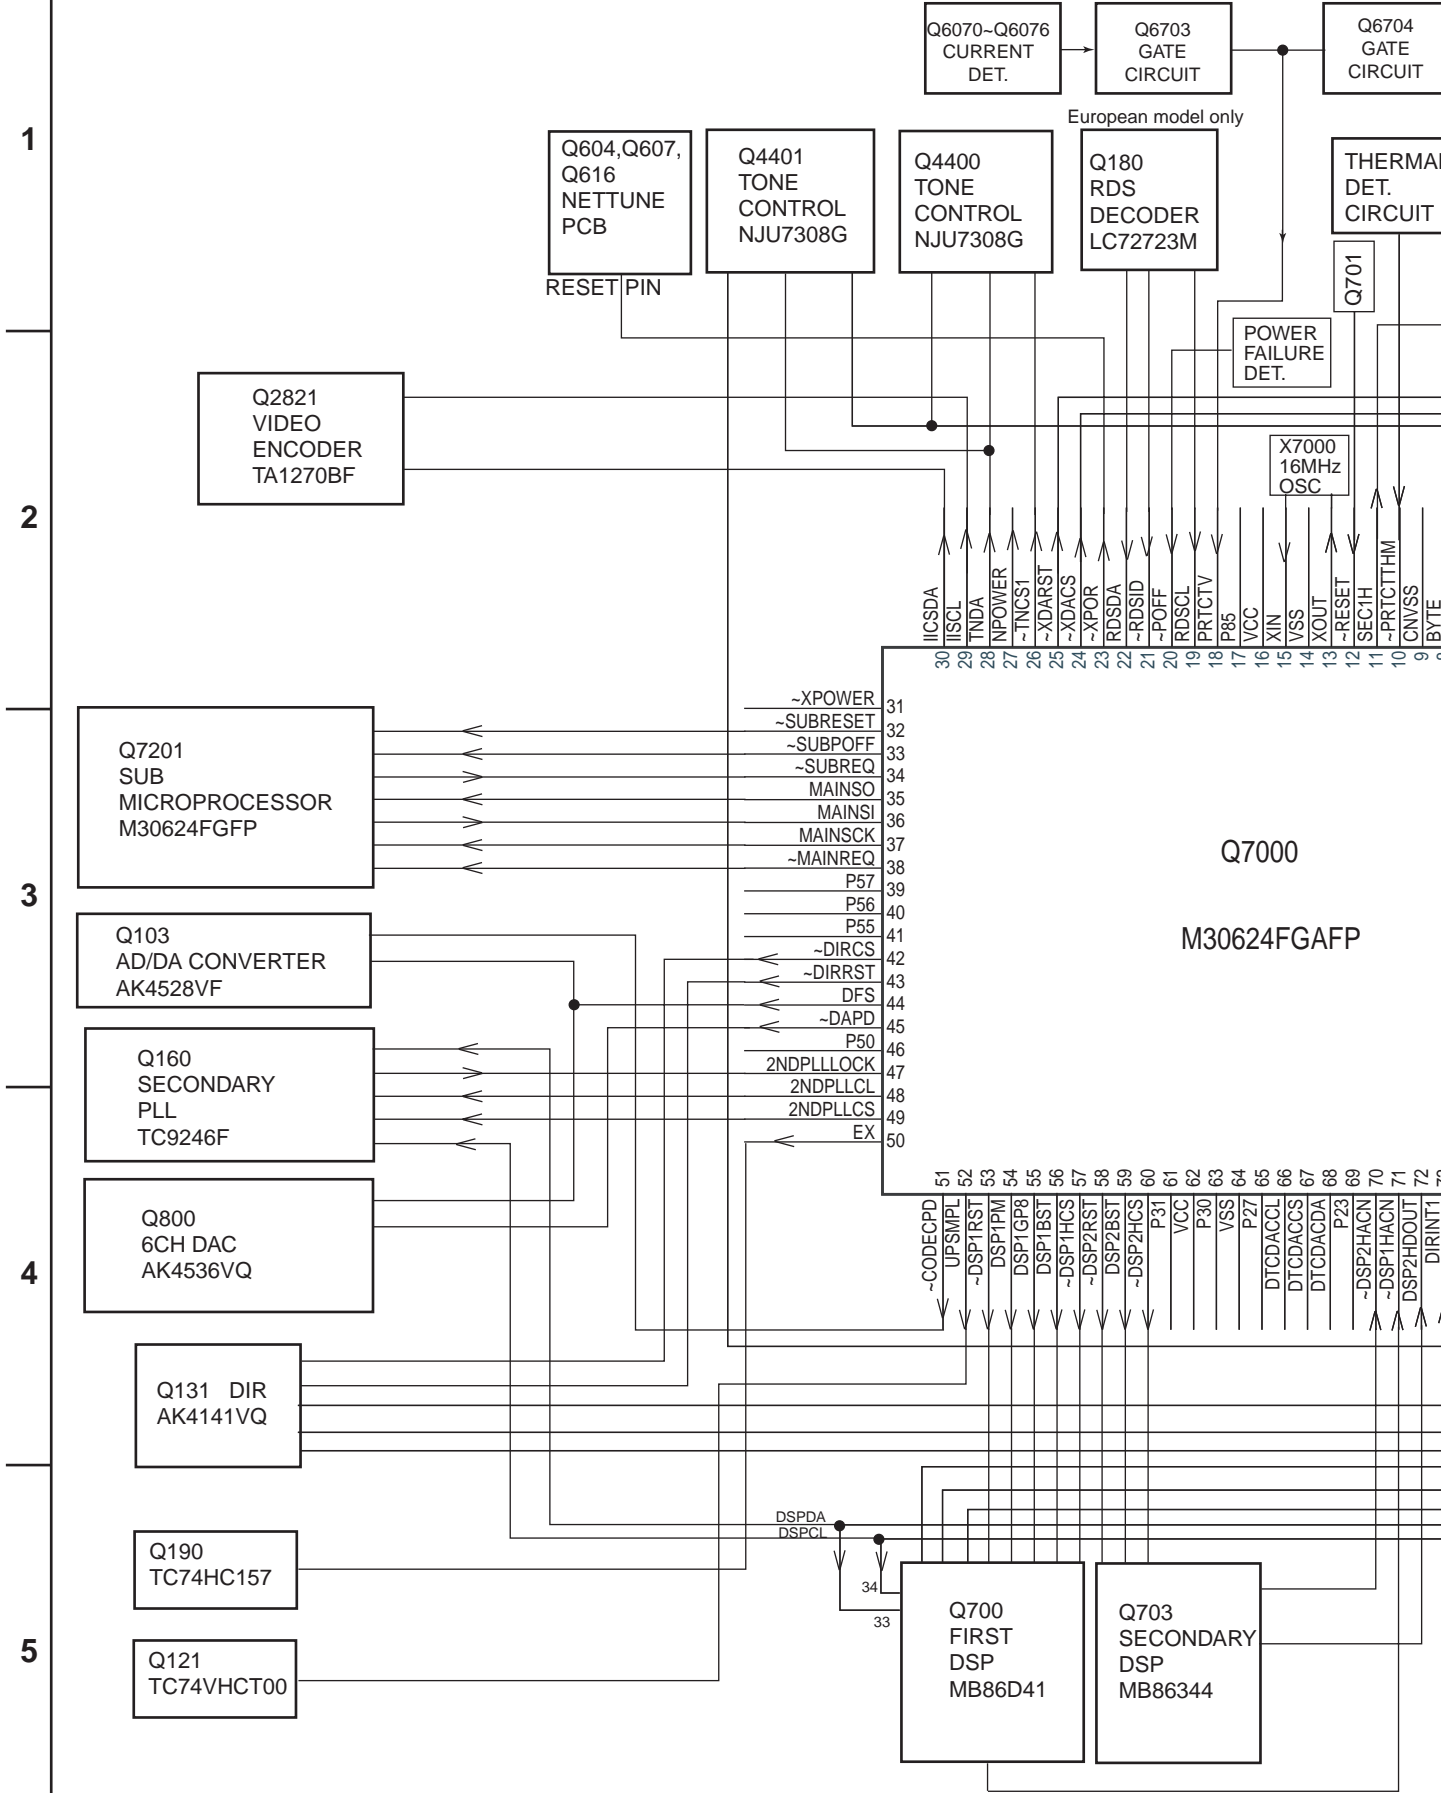 Q6070~Q6076
CURRENT
DET.
Q6703
GATE
CIRCUIT
Q6704
GATE
CIRCUIT
European model only
1
Q604,Q607,
Q616
NETTUNE
PCB
RESET PIN
Q4401
TONE
CONTROL
NJU7308G
Q4400
TONE
CONTROL
NJU7308G
Q180
RDS
DECODER
LC72723M
DET.
CIRCUIT
Q701
POWER
FAILURE
DET.
Q2821
VIDEO
ENCODER
TA1270BF
X7000
16MHz
OSC
2
IICSDA
IISCL
TNDA
NPOWER
~TNCS1
~XDARST
~XDACS
~XPOR
RDSDA
~RDSID
~POFF
RDSCL
PRTCTV
P85
VCC
XIN
VSS
XOUT
~RESET
SEC1H
~PRTCTTHM
CNVSS
BYTE
30
29
28
27
26
25
24
23
22
21
20
19
18
17
16
15
14
13
12
11
10
9
~XPOWER 31
~SUBRESET 32
~SUBPOFF 33
~SUBREQ 34
MAINSO 35
MAINSI 36
MAINSCK 37
~MAINREQ 38
P57 39
P56 40
P55 41
~DIRCS 42
~DIRRST 43
DFS 44
~DAPD 45
P50 46
2NDPLLLOCK 47
2NDPLLCL 48
2NDPLLCS 49
EX 50
Q7201
SUB
MICROPROCESSOR
M30624FGFP
Q7000
M30624FGAFP
3
Q103
AD/DA CONVERTER
AK4528VF
Q160
SECONDARY
PLL
TC9246F
51
52
53
54
55
56
57
58
59
60
61
62
63
64
65
66
67
68
69
70
71
72
~CODECPD
UPSMPL
~DSP1RST
DSP1PM
DSP1GP8
DSP1BST
~DSP1HCS
~DSP2RST
DSP2BST
~DSP2HCS
P31
VCC
P30
VSS
P27
DTCDACCL
DTCDACCS
DTCDACDA
P23
~DSP2HACN
~DSP1HACN
DSP2HDOUT
DIRINT1
Q800
6CH DAC
AK4536VQ
4
Q131 DIR
AK4141VQ
DSPDA
DSPCL
Q190
TC74HC157
34
33
Q700
FIRST
DSP
MB86D41
Q703
SECONDARY
DSP
MB86344
5
Q121
TC74VHCT00